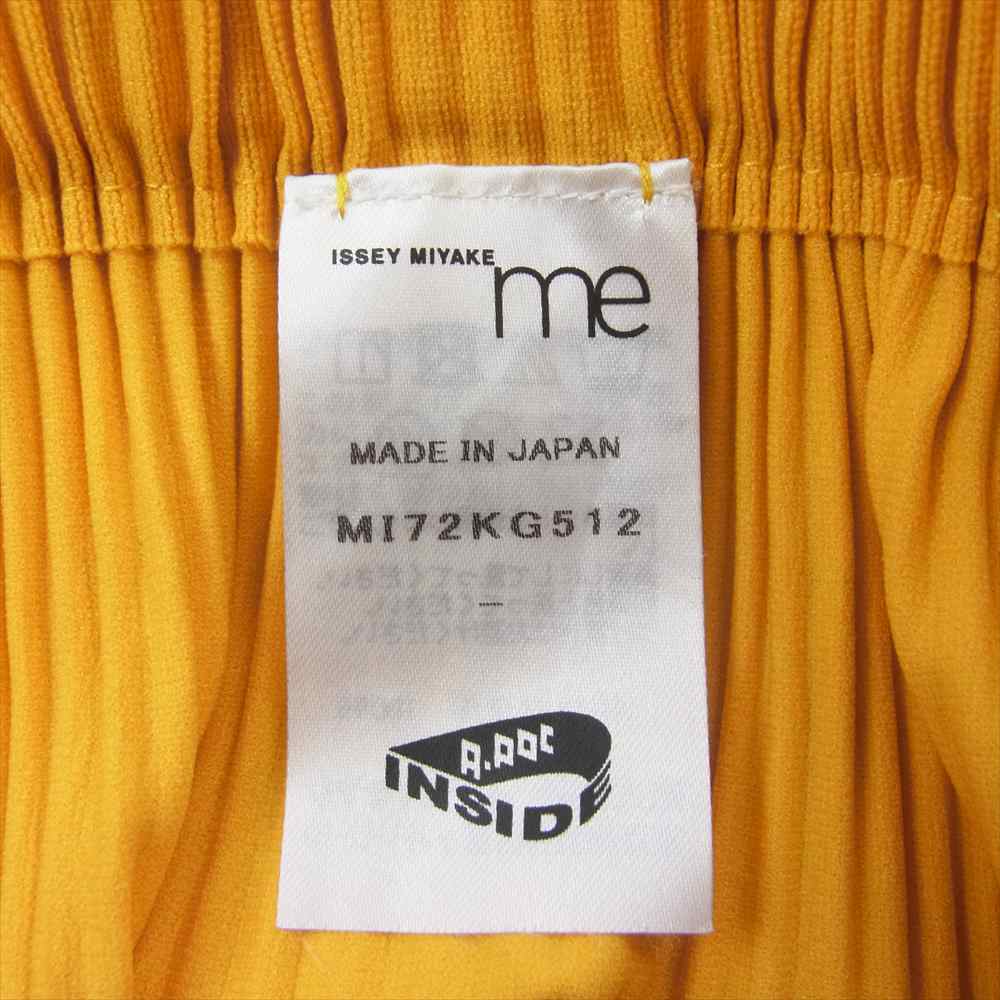 ISSEY MIYAKE
me
MADE IN JAPAN
MI72KG512
–
A.POC
INSIDE